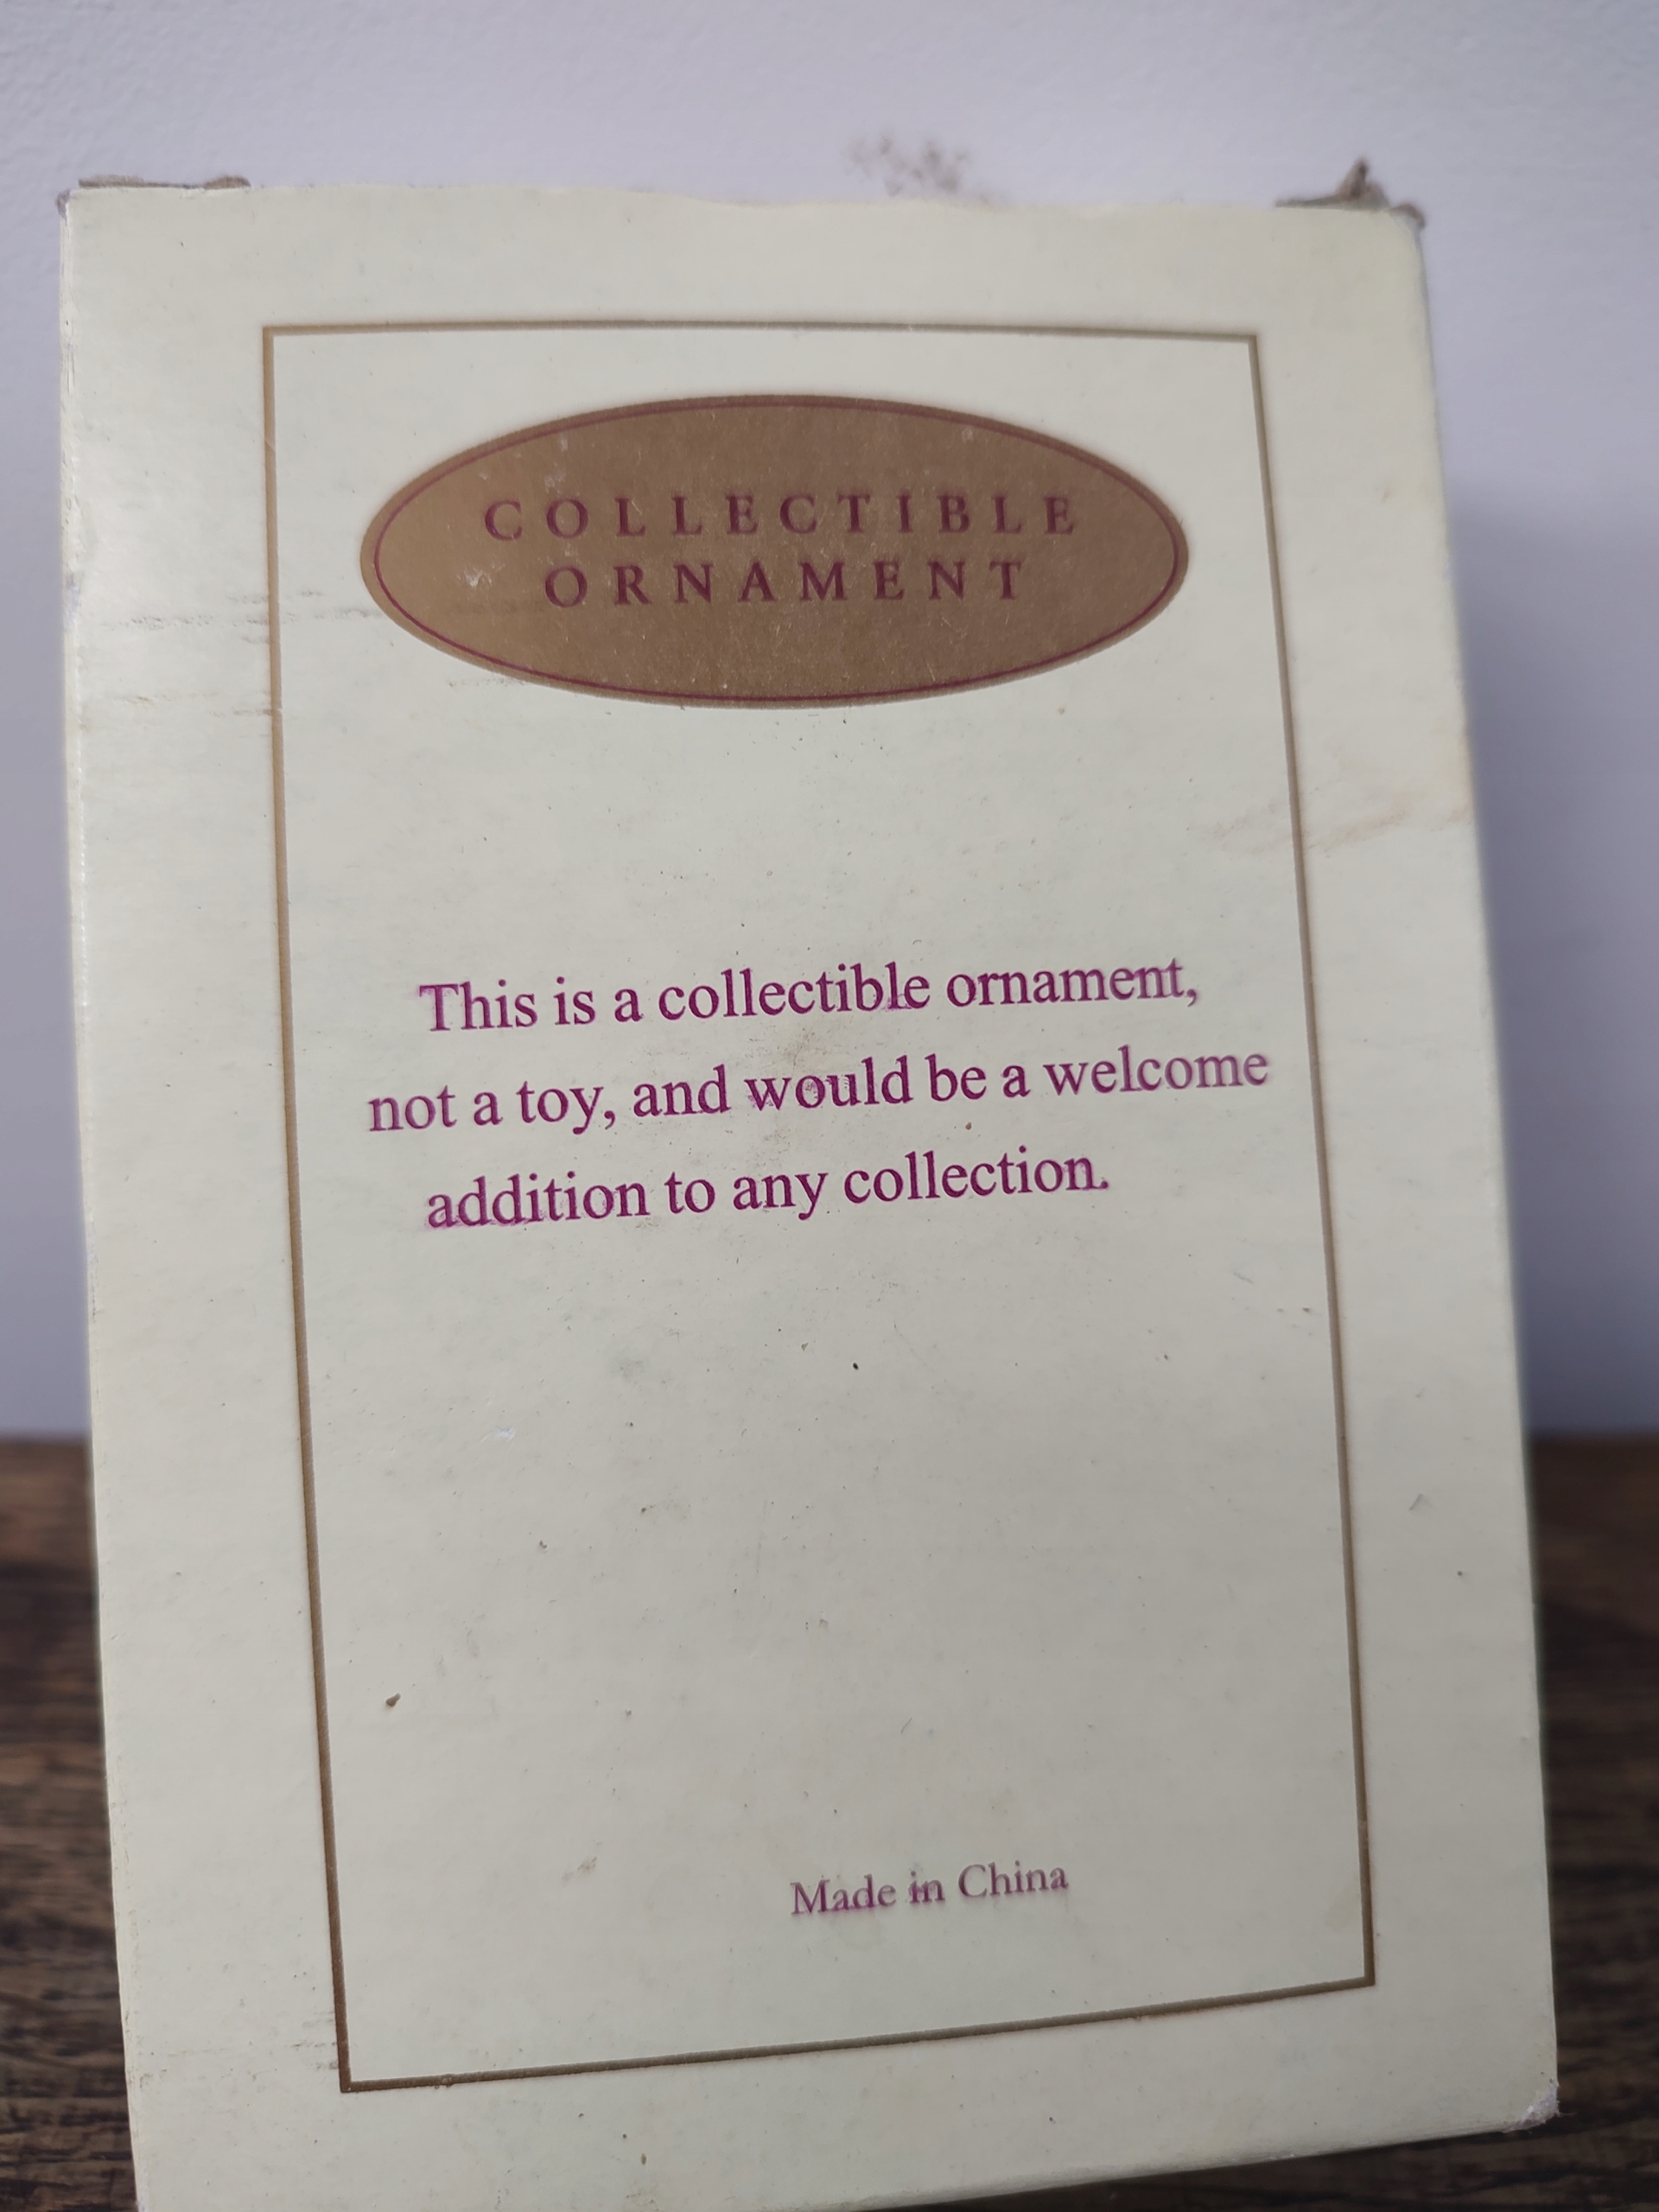 COLLECTIBLE
ORNAMENT
This is a collectible ornament,
not a toy, and would be a welcome
addition to any collection.
Made in China